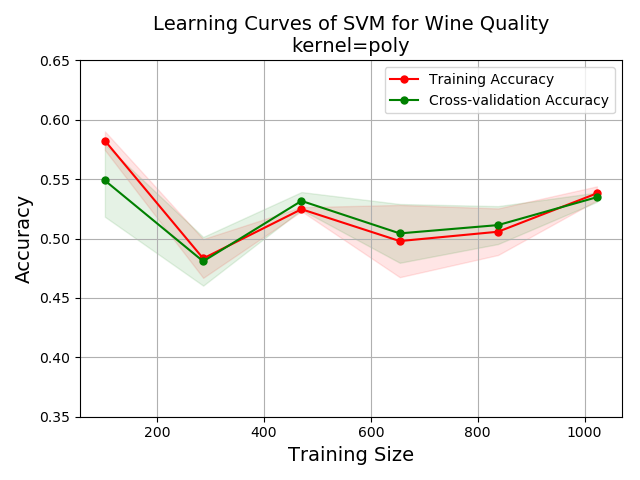 Learning Curves of SVM for Wine Quality
kernel=poly
Training Accuracy
Cross-validation Accuracy
Accuracy
0.65
0.60
0.55
0.50
0.45
0.40
0.35
200 400 600 800 1000
Training Size